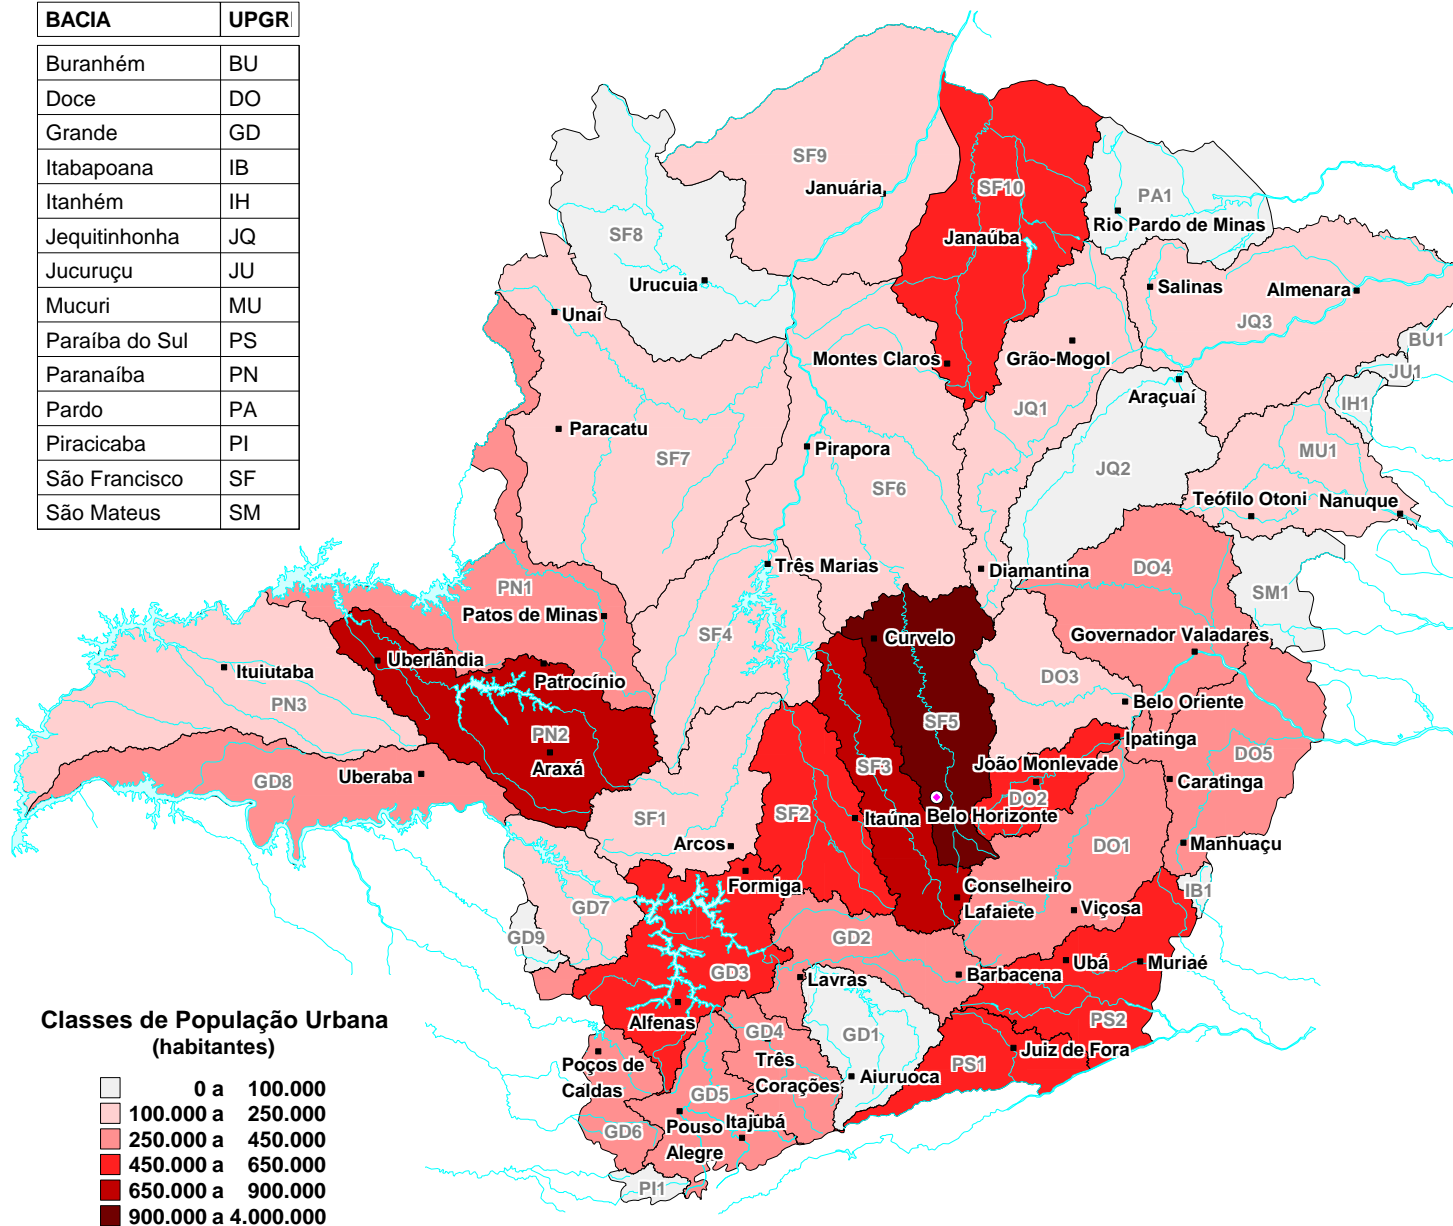 BACIA UPGRI
Buranhém BU
Doce DO
Grande GD
Itabapoana IB
Itanhém IH
Jequitinhonha JQ
Jucuruçu JU
Mucuri MU
Paraíba do Sul PS
Paranaíba PN
Pardo PA
Piracicaba PI
São Francisco SF
São Mateus SM
SF9
Januária
SF10
Janaúba
PA1
Rio Pardo de Minas
SF8
Urucuia
Salinas
Almenara
JQ3
BU1
JU1
IH1
Unaí
Montes Claros
Grão-Mogol
Araçuaí
JQ1
Paracatu
SF7
Pirapora
SF6
JQ2
MU1
Teófilo Otoni
Nanuque
Três Marias
Diamantina
DO4
SM1
PN1
Patos de Minas
SF4
Curvelo
Governador Valadares
Ituiutaba
Uberlândia
Patrocínio
DO3
PN3
Belo Oriente
PN2
SF5
Ipatinga
Araxá
Uberaba
GD8
SF3
João Monlevade
DO5
Caratinga
DO2
SF1
SF2
Itaúna
Belo Horizonte
Arcos
DO1
Manhuaçu
Formiga
Conselheiro
Lafaiete
IB1
GD7
Viçosa
GD9
GD2
GD3
Lavras
Barbacena
Ubá
Muriaé
Alfenas
GD4
GD1
PS2
Poços de
Caldas
Três
Corações
Aiuruoca
PS1
Juiz de Fora
GD5
GD6
Pouso
Alegre
Itajúbá
PI1
Classes de População Urbana
(habitantes)
0 a 100.000
100.000 a 250.000
250.000 a 450.000
450.000 a 650.000
650.000 a 900.000
900.000 a 4.000.000